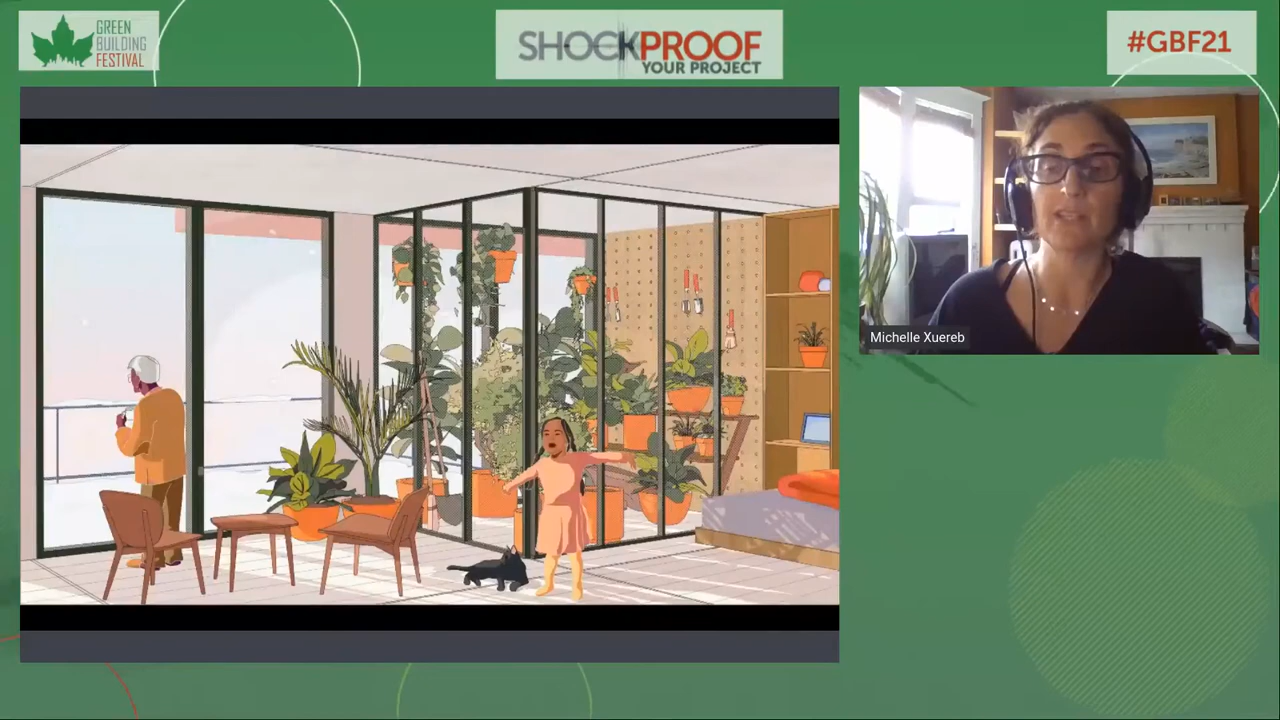 GREEN
BUILDING
FESTIVAL
SHOCKPROOF
YOUR PROJECT
#GBF21
Michelle Xuereb